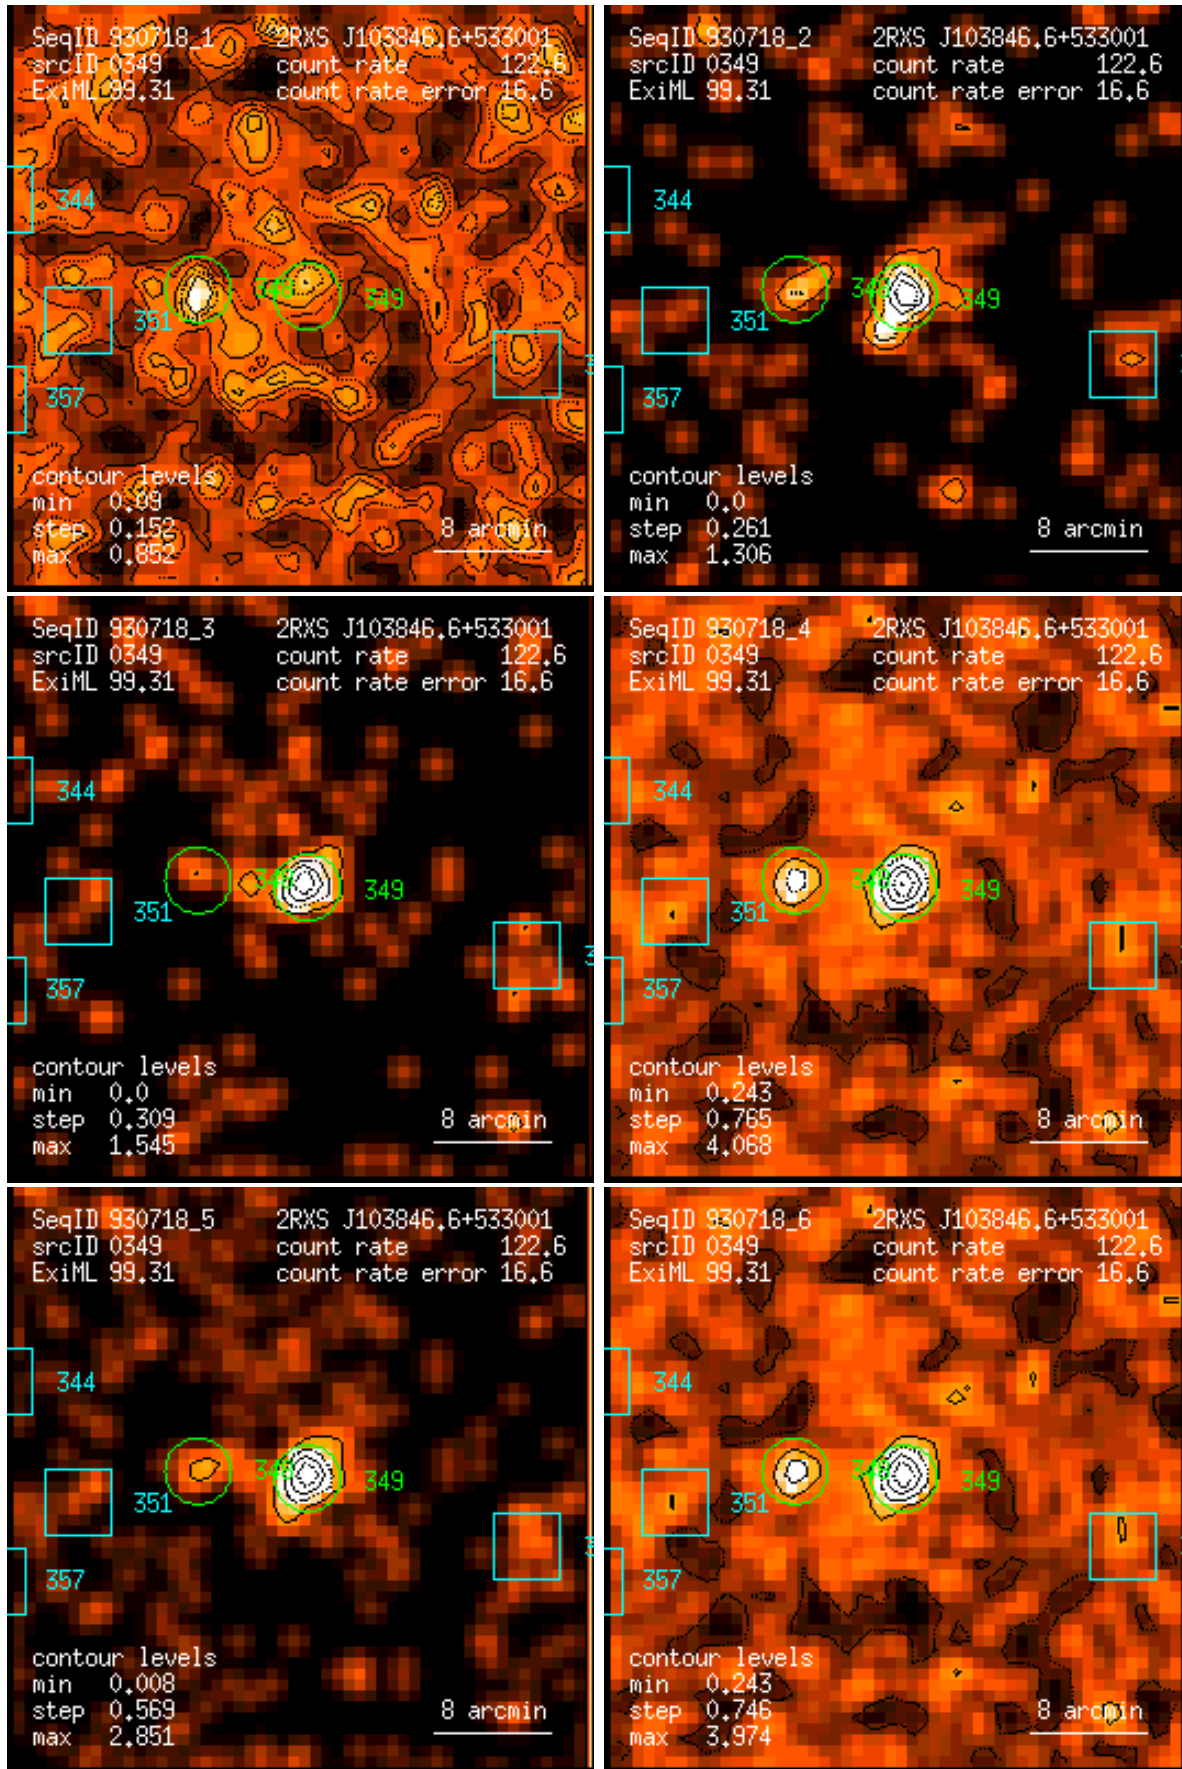 SeqID 930718_1 2RXS J103846.6+533001
srcID 0349 count rate 122.6
ExiML 99.31 count rate error 16.6
344
348 349
351
3
357
contour levels
min 0.09
step 0.152 8 arcmin
max 0.852
SeqID 930718_2 2RXS J103846.6+533001
srcID 0349 count rate 122.6
ExiML 99.31 count rate error 16.6
344
348 349
351
357
contour levels
min 0.0
step 0.261 8 arcmin
max 1.306
SeqID 930718_3 2RXS J103846.6+533001
srcID 0349 count rate 122.6
ExiML 99.31 count rate error 16.6
344
348 349
351
3
357
contour levels
min 0.0
step 0.309 8 arcmin
max 1.545
SeqID 930718_4 2RXS J103846.6+533001
srcID 0349 count rate 122.6
ExiML 99.31 count rate error 16.6
344
348 349
351
357
contour levels
min 0.243
step 0.765 8 arcmin
max 4.068
SeqID 930718_5 2RXS J103846.6+533001
srcID 0349 count rate 122.6
ExiML 99.31 count rate error 16.6
344
348 349
351
3
357
contour levels
min 0.008
step 0.569 8 arcmin
max 2.851
SeqID 930718_6 2RXS J103846.6+533001
srcID 0349 count rate 122.6
ExiML 99.31 count rate error 16.6
344
348 349
351
357
contour levels
min 0.243
step 0.746 8 arcmin
max 3.974